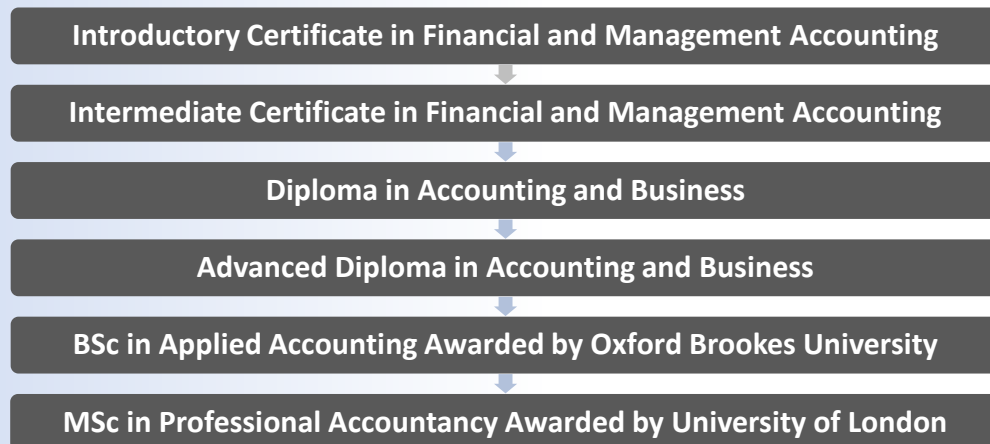 Introductory Certificate in Financial and Management Accounting
Intermediate Certificate in Financial and Management Accounting
Diploma in Accounting and Business
Advanced Diploma in Accounting and Business
BSc in Applied Accounting Awarded by Oxford Brookes University
MSc in Professional Accountancy Awarded by University of London